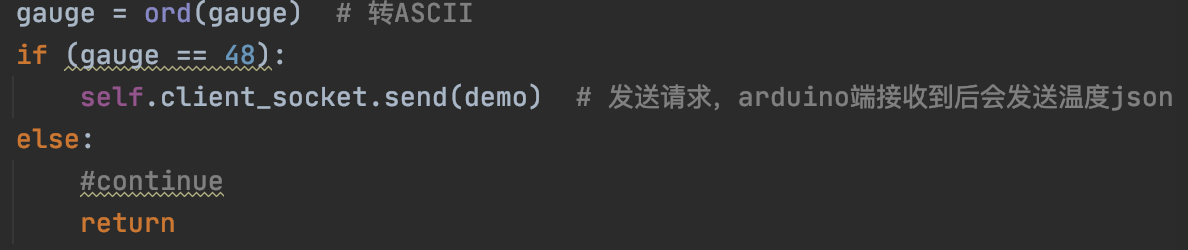 gauge = ord(gauge)  # 转ASCII
if (gauge == 48):
    self.client_socket.send(demo)  # 发送请求，arduino端接收到后会发送温度json
else:
    #continue
    return